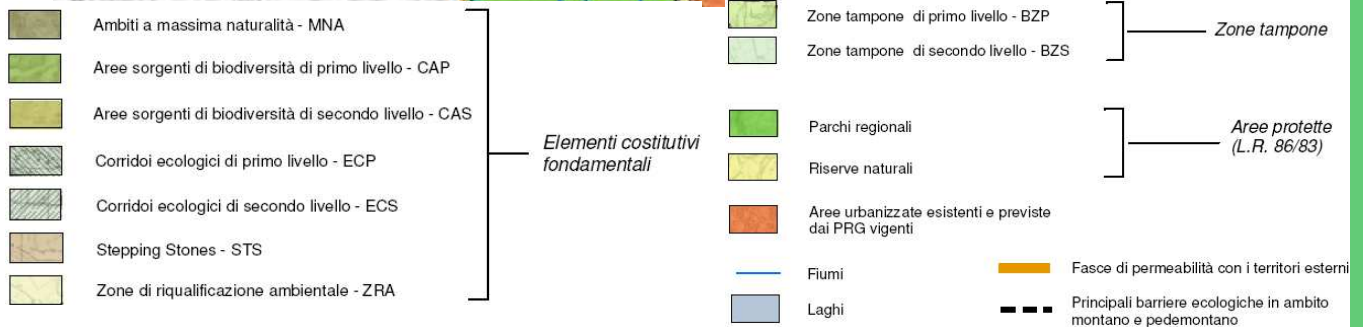 Ambiti a massima naturalità - MNA
Aree sorgenti di biodiversità di primo livello - CAP
Aree sorgenti di biodiversità di secondo livello - CAS
Corridoi ecologici di primo livello - ECP
Corridoi ecologici di secondo livello - ECS
Stepping Stones - STS
Zone di riqualificazione ambientale - ZRA
Elementi costitutivi
fondamentali
Zone tampone di primo livello - BZP
Zone tampone di secondo livello - BZS
Zone tampone
Parchi regionali
Riserve naturali
Aree protette
(L.R. 86/83)
Aree urbanizzate esistenti e previste
dai PRG vigenti
Fiumi
Laghi
Fasce di permeabilità con i territori esterni
Principali barriere ecologiche in ambito
montano e pedemontano